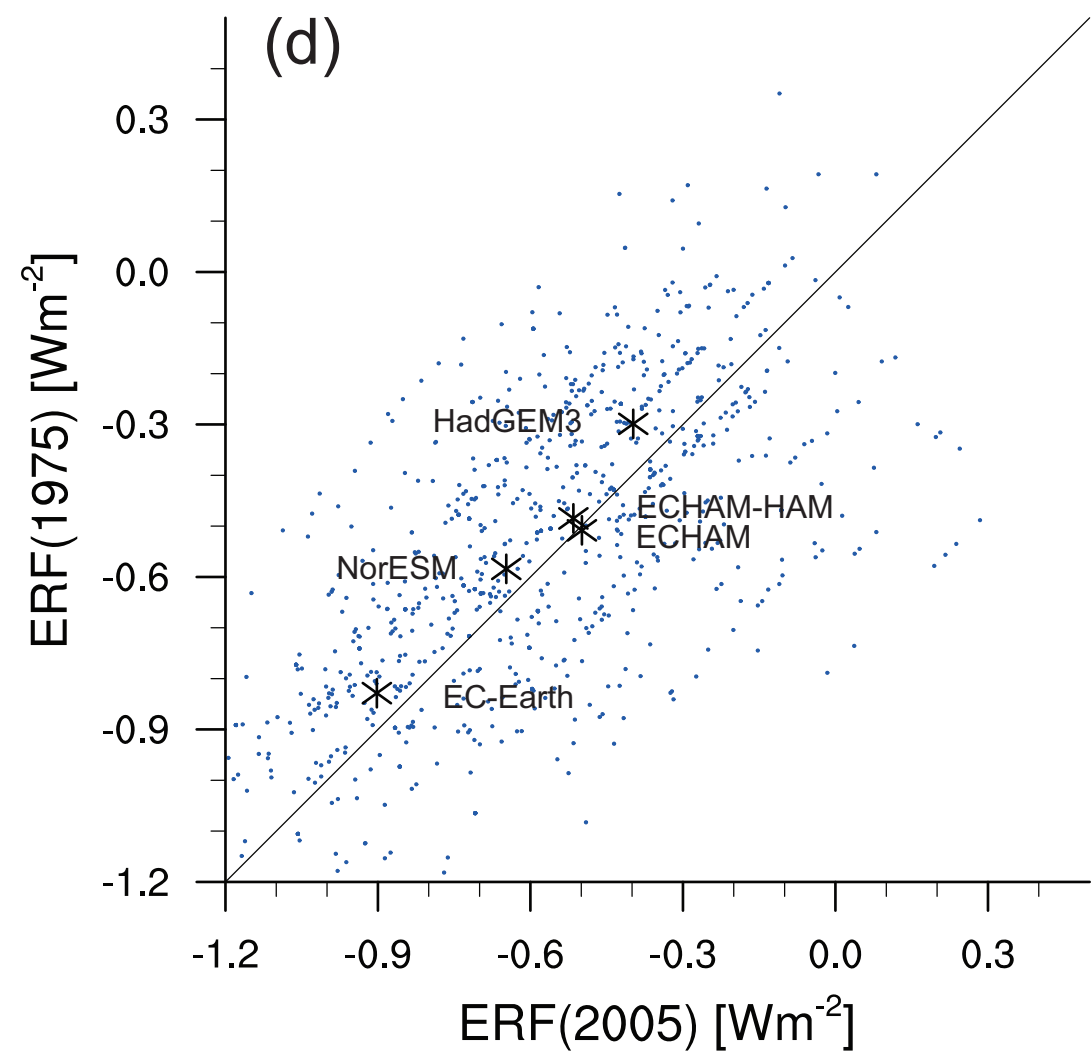 (d)
0.3
0.0
-0.3
-0.6
-0.9
-1.2
ERF(1975) [Wm-2]
HadGEM3
ECHAM-HAM
ECHAM
NorESM
EC-Earth
-1.2 -0.9 -0.6 -0.3 0.0 0.3
ERF(2005) [Wm-2]